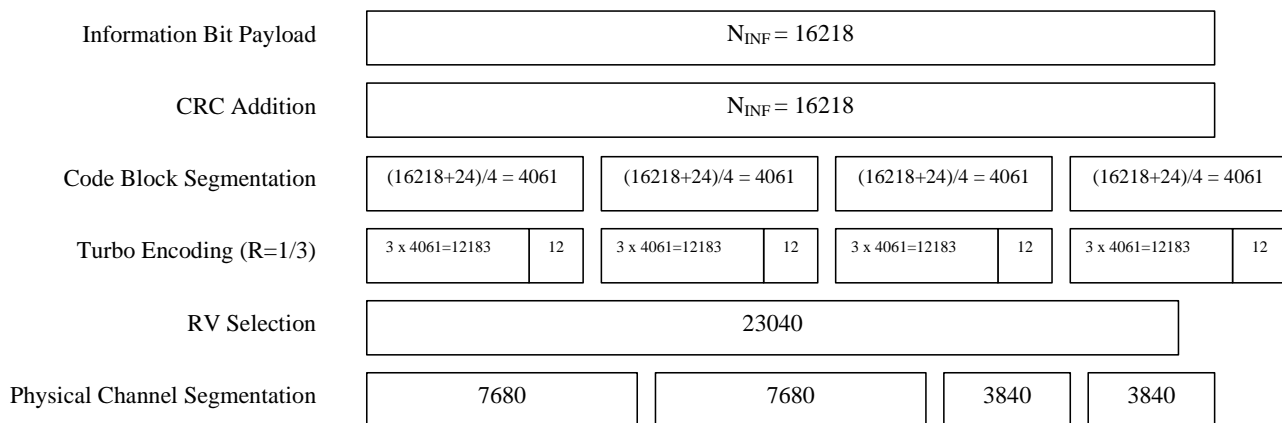 Information Bit Payload N_INF = 16218
CRC Addition N_INF = 16218
Code Block Segmentation (16218+24)/4 = 4061 (16218+24)/4 = 4061 (16218+24)/4 = 4061 (16218+24)/4 = 4061
Turbo Encoding (R=1/3) 3 x 4061=12183 12 3 x 4061=12183 12 3 x 4061=12183 12 3 x 4061=12183 12
RV Selection 23040
Physical Channel Segmentation 7680 7680 3840 3840